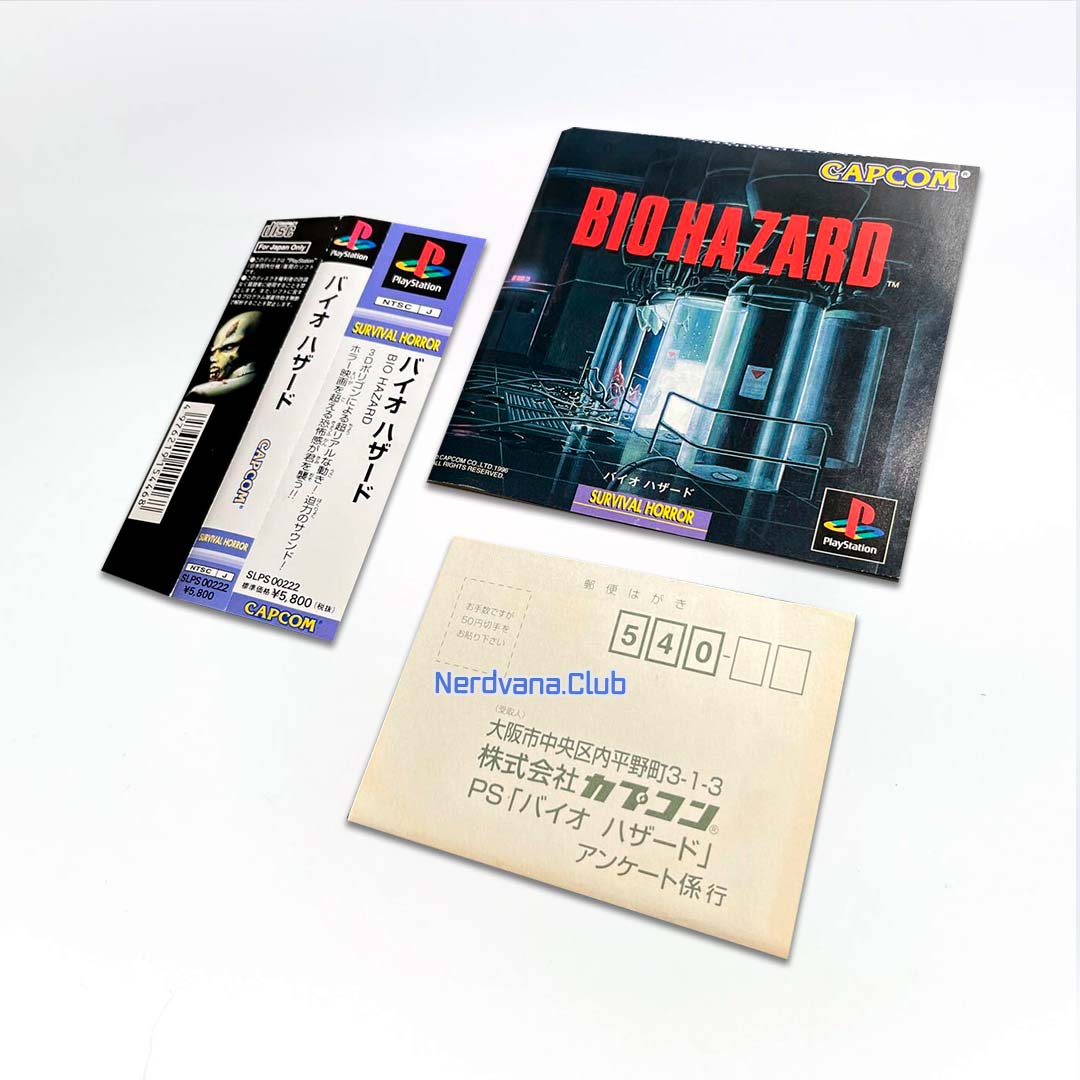 disc
For Japan Only
バイオ ハザード
CAPCOM
SURVIVAL HORROR
NTSC J
SLPS 00222
¥5,800
4976219154468
PlayStation
PlayStation
NTSC J
SURVIVAL HORROR
バイオ ハザード
BIO HAZARD
3Dポリゴンによる超リアルな動き!迫力のサウンド!
ホラー映画を超える恐怖感が君を襲う!!
SLPS 00222
標準価格¥5,800(税抜)
CAPCOM
CAPCOM®
BIO HAZARD™
©CAPCOM CO.,LTD.1996
ALL RIGHTS RESERVED.
バイオ ハザード
SURVIVAL HORROR
PlayStation
郵便はがき
お手数ですが
50円切手を
お貼り下さい
540-
Nerdvana.Club
(受取人)
大阪市中央区内平野町3-1-3
株式会社カプコン®
PS「バイオ ハザード」
アンケート係行